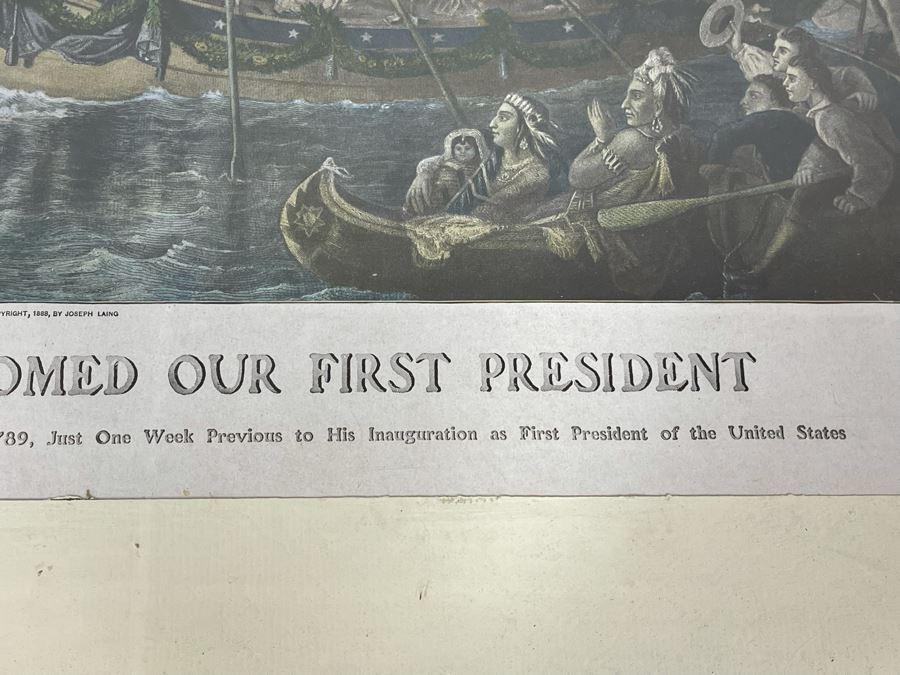 PYRIGHT, 1888, BY JOSEPH LAING
OMED OUR FIRST PRESIDENT
789, Just One Week Previous to His Inauguration as First President of the United States